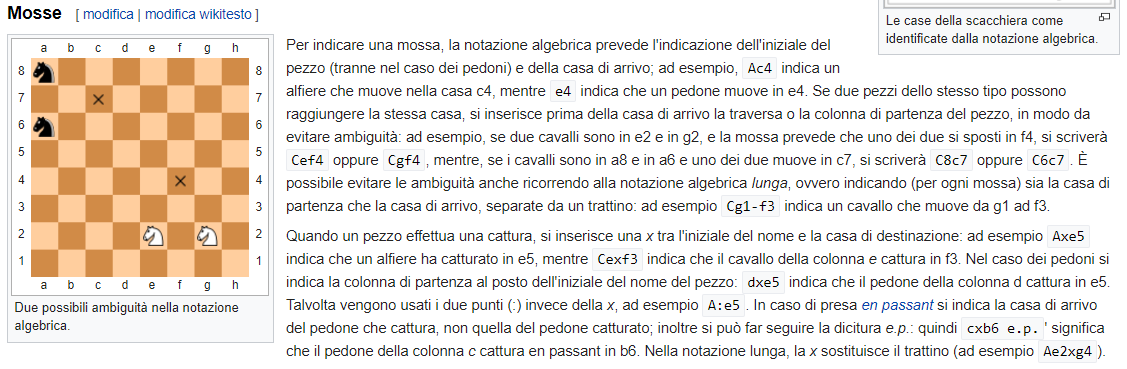 Mosse [ modifica | modifica wikitesto ]
a b c d e f g h
8 8
7 7
6 6
5 5
4 4
3 3
2 2
1 1
a b c d e f g h
Due possibili ambiguità nella notazione
algebrica.
Le case della scacchiera come
identificate dalla notazione algebrica.
Per indicare una mossa, la notazione algebrica prevede l'indicazione dell'iniziale del
pezzo (tranne nel caso dei pedoni) e della casa di arrivo; ad esempio, Ac4 indica un
alfiere che muove nella casa c4, mentre e4 indica che un pedone muove in e4. Se due pezzi dello stesso tipo possono
raggiungere la stessa casa, si inserisce prima della casa di arrivo la traversa o la colonna di partenza del pezzo, in modo da
evitare ambiguità: ad esempio, se due cavalli sono in e2 e in g2, e la mossa prevede che uno dei due si sposti in f4, si scriverà
Cef4 oppure Cgf4, mentre, se i cavalli sono in a8 e in a6 e uno dei due muove in c7, si scriverà C8c7 oppure C6c7. È
possibile evitare le ambiguità anche ricorrendo alla notazione algebrica lunga, ovvero indicando (per ogni mossa) sia la casa di
partenza che la casa di arrivo, separate da un trattino: ad esempio Cg1-f3 indica un cavallo che muove da g1 ad f3.
Quando un pezzo effettua una cattura, si inserisce una x tra l'iniziale del nome e la casa di destinazione: ad esempio Axe5
indica che un alfiere ha catturato in e5, mentre Cexf3 indica che il cavallo della colonna e cattura in f3. Nel caso dei pedoni si
indica la colonna di partenza al posto dell'iniziale del nome del pezzo: dxe5 indica che il pedone della colonna d cattura in e5.
Talvolta vengono usati i due punti (:) invece della x, ad esempio A:e5. In caso di presa en passant si indica la casa di arrivo
del pedone che cattura, non quella del pedone catturato; inoltre si può far seguire la dicitura e.p.: quindi cxb6 e.p.' significa
che il pedone della colonna c cattura en passant in b6. Nella notazione lunga, la x sostituisce il trattino (ad esempio Ae2xg4).